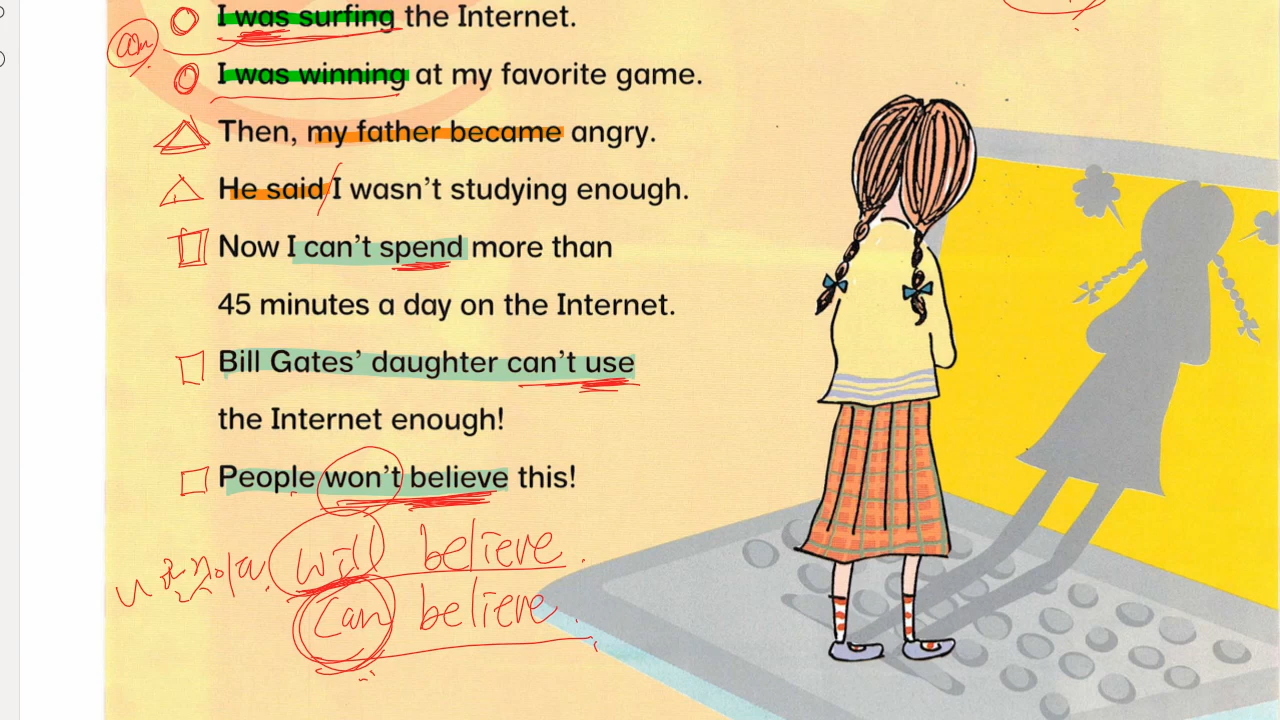 I was surfing the Internet.
am
I was winning at my favorite game.
Then, my father became angry.
He said I wasn't studying enough.
Now I can't spend more than
45 minutes a day on the Internet.
Bill Gates' daughter can't use
the Internet enough!
People won't believe this!
will believe.
can believe.